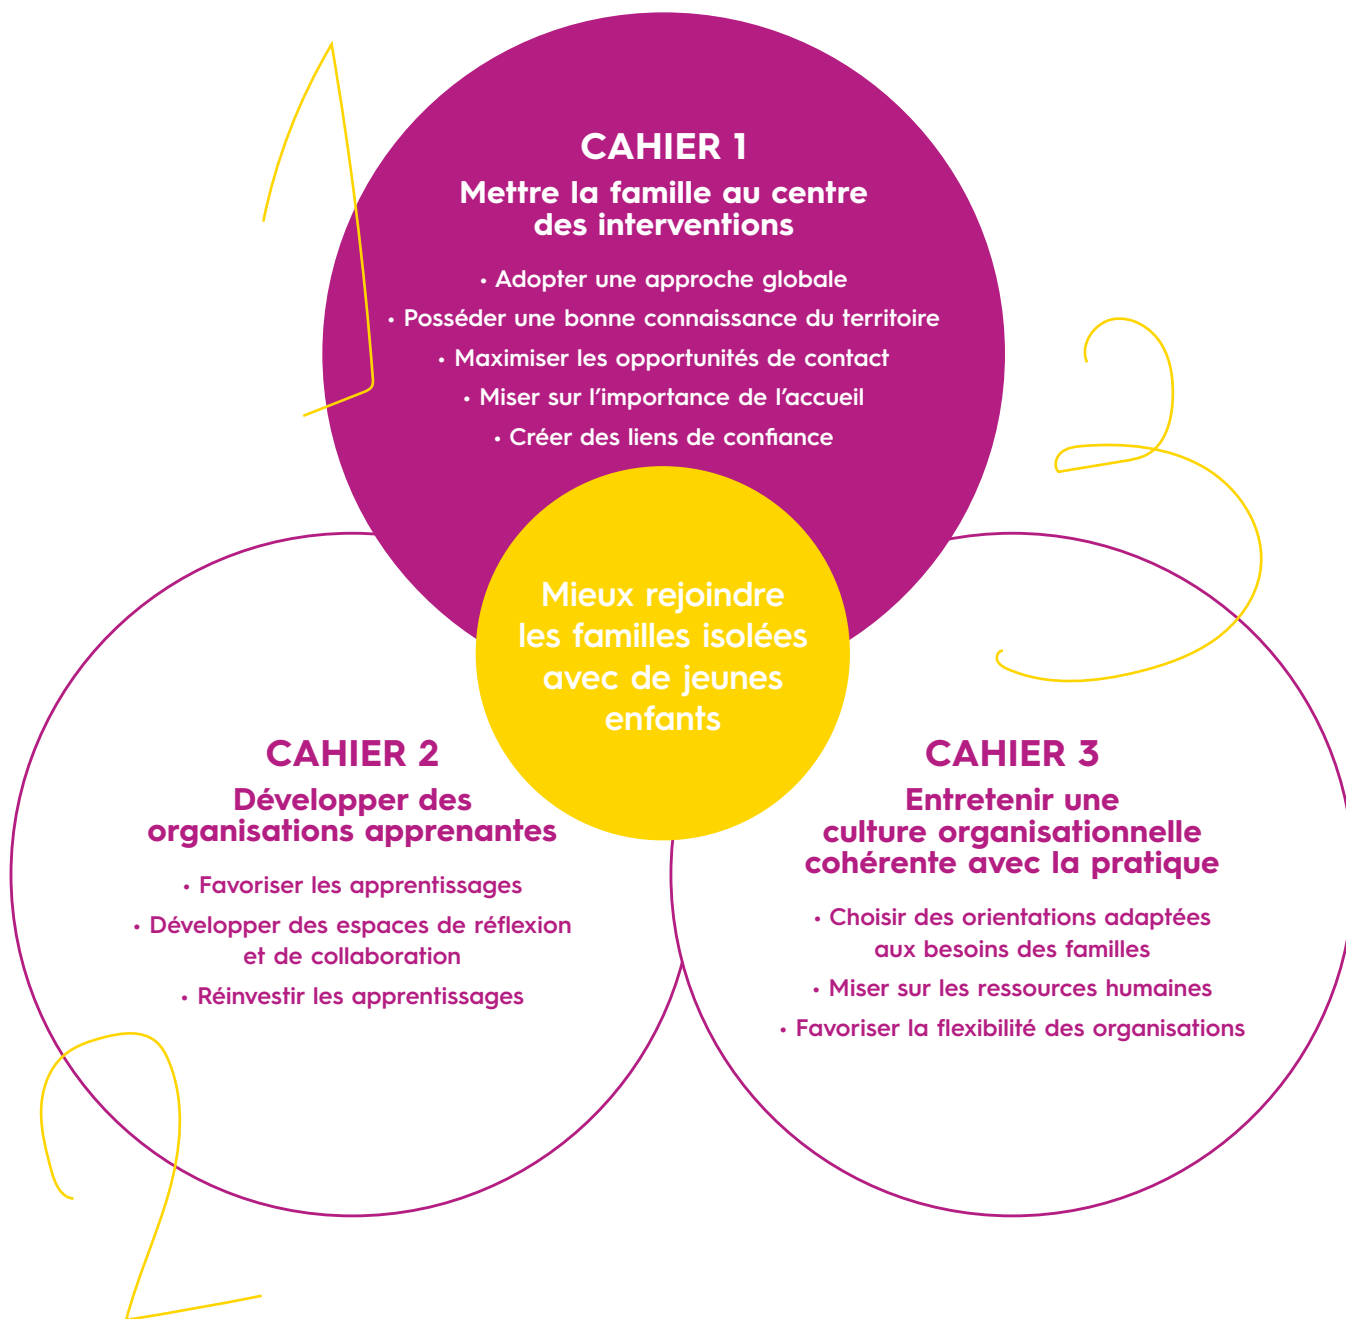 1
CAHIER 1
Mettre la famille au centre
des interventions
• Adopter une approche globale
• Posséder une bonne connaissance du territoire
• Maximiser les opportunités de contact
• Miser sur l’importance de l’accueil
• Créer des liens de confiance
Mieux rejoindre
les familles isolées
avec de jeunes
enfants
2
CAHIER 2
Développer des
organisations apprenantes
• Favoriser les apprentissages
• Développer des espaces de réflexion
et de collaboration
• Réinvestir les apprentissages
3
CAHIER 3
Entretenir une
culture organisationnelle
cohérente avec la pratique
• Choisir des orientations adaptées
aux besoins des familles
• Miser sur les ressources humaines
• Favoriser la flexibilité des organisations